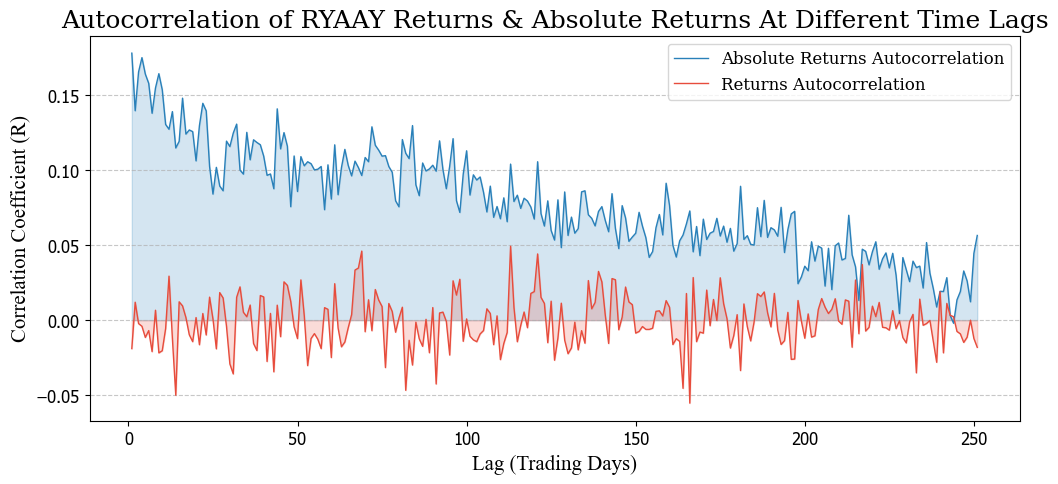 Autocorrelation of RYAAY Returns & Absolute Returns At Different Time Lags
Absolute Returns Autocorrelation
Returns Autocorrelation
Correlation Coefficient (R)
0.15
0.10
0.05
0.00
−0.05
0 50 100 150 200 250
Lag (Trading Days)